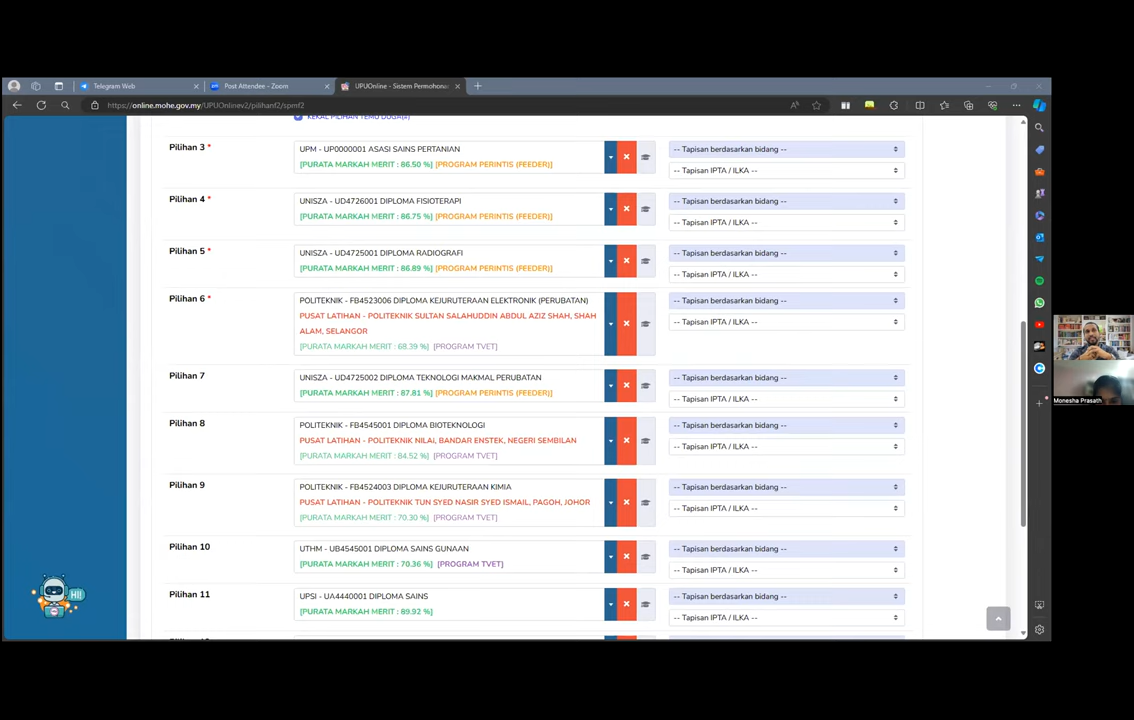 Telegram Web
Post Attendee - Zoom
UPUOnline - Sistem Permohona
https://online.mohe.gov.my/UPUOnlinev2/pilihanf2/spmf2
KEKAL PILIHAN TEMU DUGA(#)
Pilihan 3 *
UPM - UP0000001 ASASI SAINS PERTANIAN
[PURATA MARKAH MERIT : 86.50 %] [PROGRAM PERINTIS (FEEDER)]
-- Tapisan berdasarkan bidang --
-- Tapisan IPTA / ILKA --
Pilihan 4 *
UNISZA - UD4726001 DIPLOMA FISIOTERAPI
[PURATA MARKAH MERIT : 86.75 %] [PROGRAM PERINTIS (FEEDER)]
-- Tapisan berdasarkan bidang --
-- Tapisan IPTA / ILKA --
Pilihan 5 *
UNISZA - UD4725001 DIPLOMA RADIOGRAFI
[PURATA MARKAH MERIT : 86.89 %] [PROGRAM PERINTIS (FEEDER)]
-- Tapisan berdasarkan bidang --
-- Tapisan IPTA / ILKA --
Pilihan 6 *
POLITEKNIK - FB4523006 DIPLOMA KEJURUTERAAN ELEKTRONIK (PERUBATAN)
PUSAT LATIHAN - POLITEKNIK SULTAN SALAHUDDIN ABDUL AZIZ SHAH, SHAH
ALAM, SELANGOR
[PURATA MARKAH MERIT : 68.39 %] [PROGRAM TVET]
-- Tapisan berdasarkan bidang --
-- Tapisan IPTA / ILKA --
Pilihan 7
UNISZA - UD4725002 DIPLOMA TEKNOLOGI MAKMAL PERUBATAN
[PURATA MARKAH MERIT : 87.81 %] [PROGRAM PERINTIS (FEEDER)]
-- Tapisan berdasarkan bidang --
-- Tapisan IPTA / ILKA --
Pilihan 8
POLITEKNIK - FB4545001 DIPLOMA BIOTEKNOLOGI
PUSAT LATIHAN - POLITEKNIK NILAI, BANDAR ENSTEK, NEGERI SEMBILAN
[PURATA MARKAH MERIT : 84.52 %] [PROGRAM TVET]
-- Tapisan berdasarkan bidang --
-- Tapisan IPTA / ILKA --
Pilihan 9
POLITEKNIK - FB4524003 DIPLOMA KEJURUTERAAN KIMIA
PUSAT LATIHAN - POLITEKNIK TUN SYED NASIR SYED ISMAIL, PAGOH, JOHOR
[PURATA MARKAH MERIT : 70.30 %] [PROGRAM TVET]
-- Tapisan berdasarkan bidang --
-- Tapisan IPTA / ILKA --
Pilihan 10
UTHM - UB4545001 DIPLOMA SAINS GUNAAN
[PURATA MARKAH MERIT : 70.36 %] [PROGRAM TVET]
-- Tapisan berdasarkan bidang --
-- Tapisan IPTA / ILKA --
Pilihan 11
UPSI - UA4440001 DIPLOMA SAINS
[PURATA MARKAH MERIT : 89.92 %]
-- Tapisan berdasarkan bidang --
-- Tapisan IPTA / ILKA --
HI!
Monesha Prasath